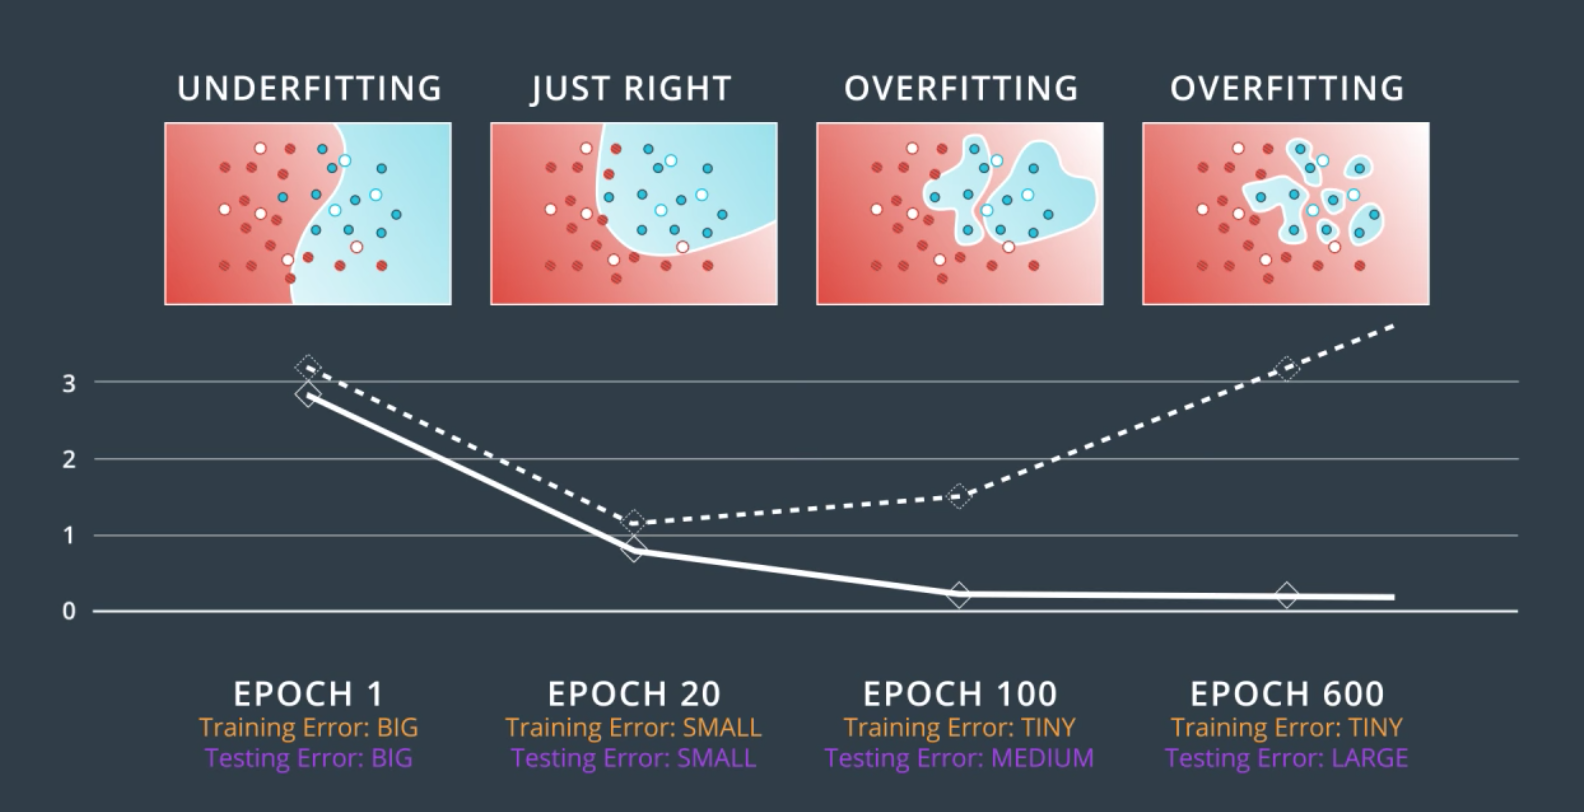 UNDERFITTING
JUST RIGHT
OVERFITTING
OVERFITTING
3
2
1
0
EPOCH 1
Training Error: BIG
Testing Error: BIG
EPOCH 20
Training Error: SMALL
Testing Error: SMALL
EPOCH 100
Training Error: TINY
Testing Error: MEDIUM
EPOCH 600
Training Error: TINY
Testing Error: LARGE